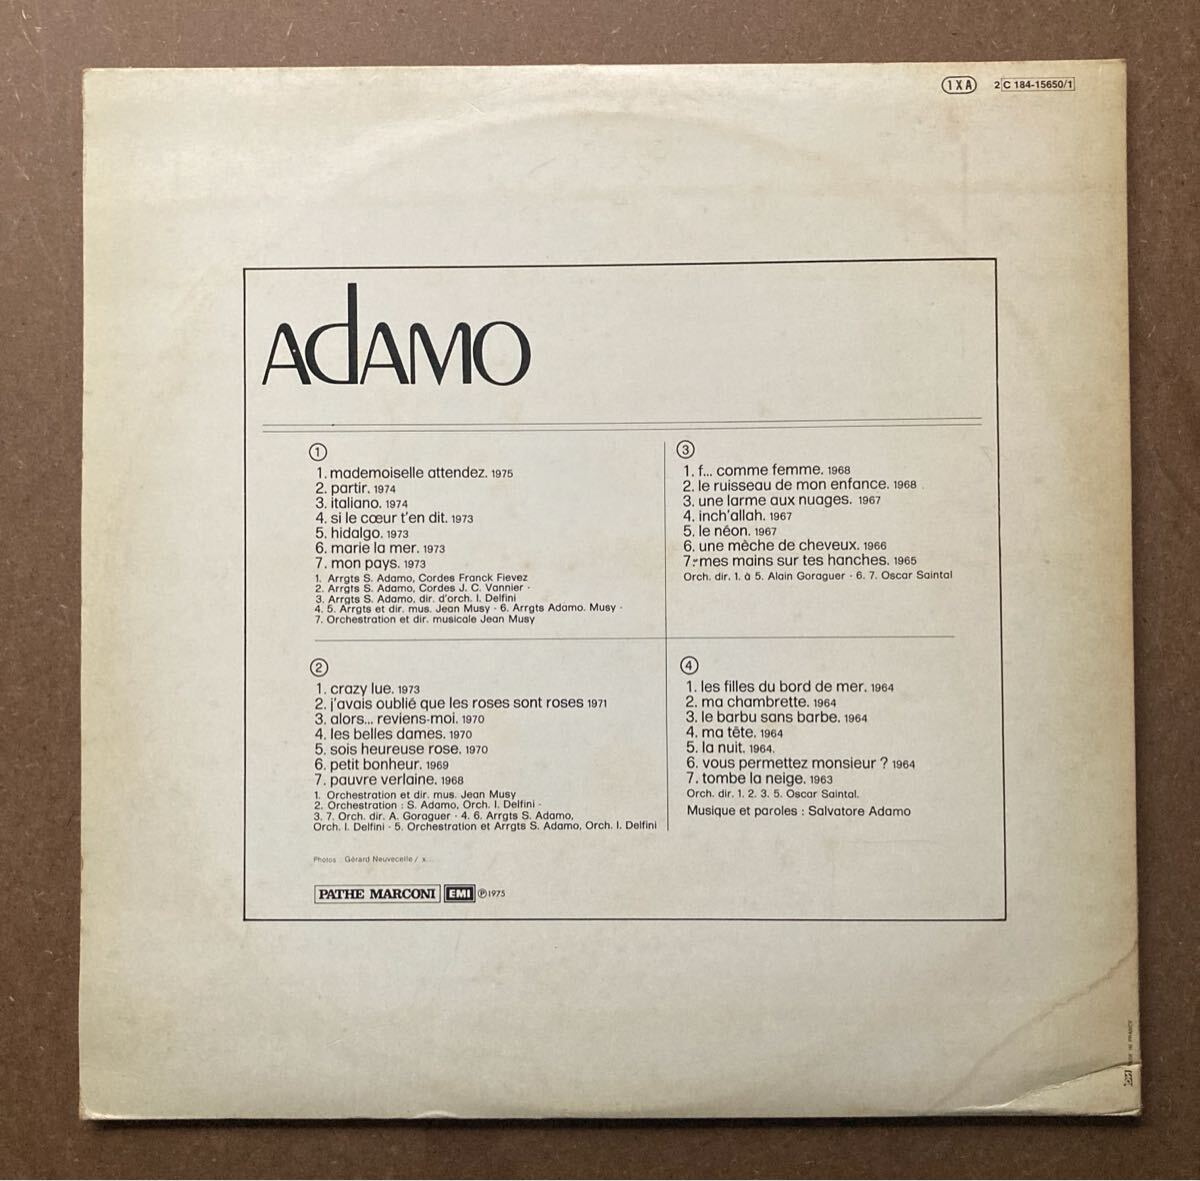 1XA 2 C 184-15650/1
ADAMO
1
1. mademoiselle attendez. 1975
2. partir. 1974
3. italiano. 1974
4. si le cœur t'en dit. 1973
5. hidalgo. 1973
6. marie la mer. 1973
7. mon pays. 1973
1. Arrgts S. Adamo, Cordes Franck Fievez
2. Arrgts S. Adamo, Cordes J. C. Vannier -
3. Arrgts S. Adamo, dir. d'orch. I. Delfini
4. 5. Arrgts et dir. mus. Jean Musy - 6. Arrgts Adamo. Musy -
7. Orchestration et dir. musicale Jean Musy
2
1. crazy lue. 1973
2. j'avais oublié que les roses sont roses 1971
3. alors... reviens-moi. 1970
4. les belles dames. 1970
5. sois heureuse rose. 1970
6. petit bonheur. 1969
7. pauvre verlaine. 1968
1. Orchestration et dir. mus. Jean Musy
2. Orchestration : S. Adamo, Orch. I. Delfini -
3. 7. Orch. dir. A. Goraguer - 4. 6. Arrgts S. Adamo,
Orch. I. Delfini - 5. Orchestration et Arrgts S. Adamo, Orch. I. Delfini
3
1. f... comme femme. 1968
2. le ruisseau de mon enfance. 1968
3. une larme aux nuages. 1967
4. inch'allah. 1967
5. le néon. 1967
6. une mèche de cheveux. 1966
7. mes mains sur tes hanches. 1965
Orch. dir. 1. à 5. Alain Goraguer - 6. 7. Oscar Saintal
4
1. les filles du bord de mer. 1964
2. ma chambrette. 1964
3. le barbu sans barbe. 1964
4. ma tête. 1964
5. la nuit. 1964.
6. vous permettez monsieur ? 1964
7. tombe la neige. 1963
Orch. dir. 1. 2. 3. 5. Oscar Saintal.
Musique et paroles : Salvatore Adamo
Photos : Gérard Neuvecelle / x...
PATHE MARCONI EMI ℗ 1975
MADE IN FRANCE